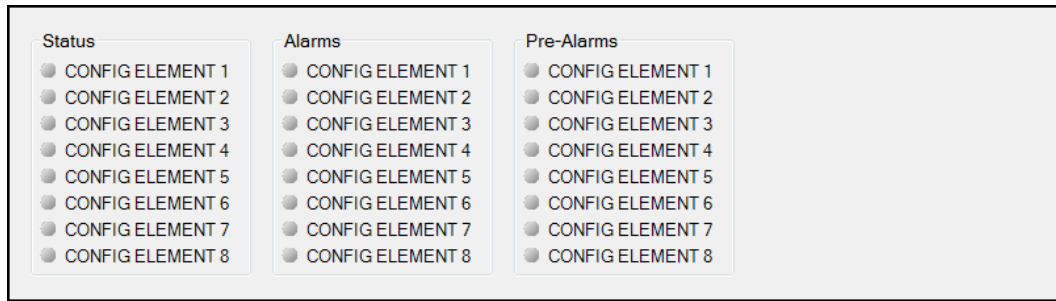 Status
CONFIG ELEMENT 1
CONFIG ELEMENT 2
CONFIG ELEMENT 3
CONFIG ELEMENT 4
CONFIG ELEMENT 5
CONFIG ELEMENT 6
CONFIG ELEMENT 7
CONFIG ELEMENT 8
Alarms
CONFIG ELEMENT 1
CONFIG ELEMENT 2
CONFIG ELEMENT 3
CONFIG ELEMENT 4
CONFIG ELEMENT 5
CONFIG ELEMENT 6
CONFIG ELEMENT 7
CONFIG ELEMENT 8
Pre-Alarms
CONFIG ELEMENT 1
CONFIG ELEMENT 2
CONFIG ELEMENT 3
CONFIG ELEMENT 4
CONFIG ELEMENT 5
CONFIG ELEMENT 6
CONFIG ELEMENT 7
CONFIG ELEMENT 8